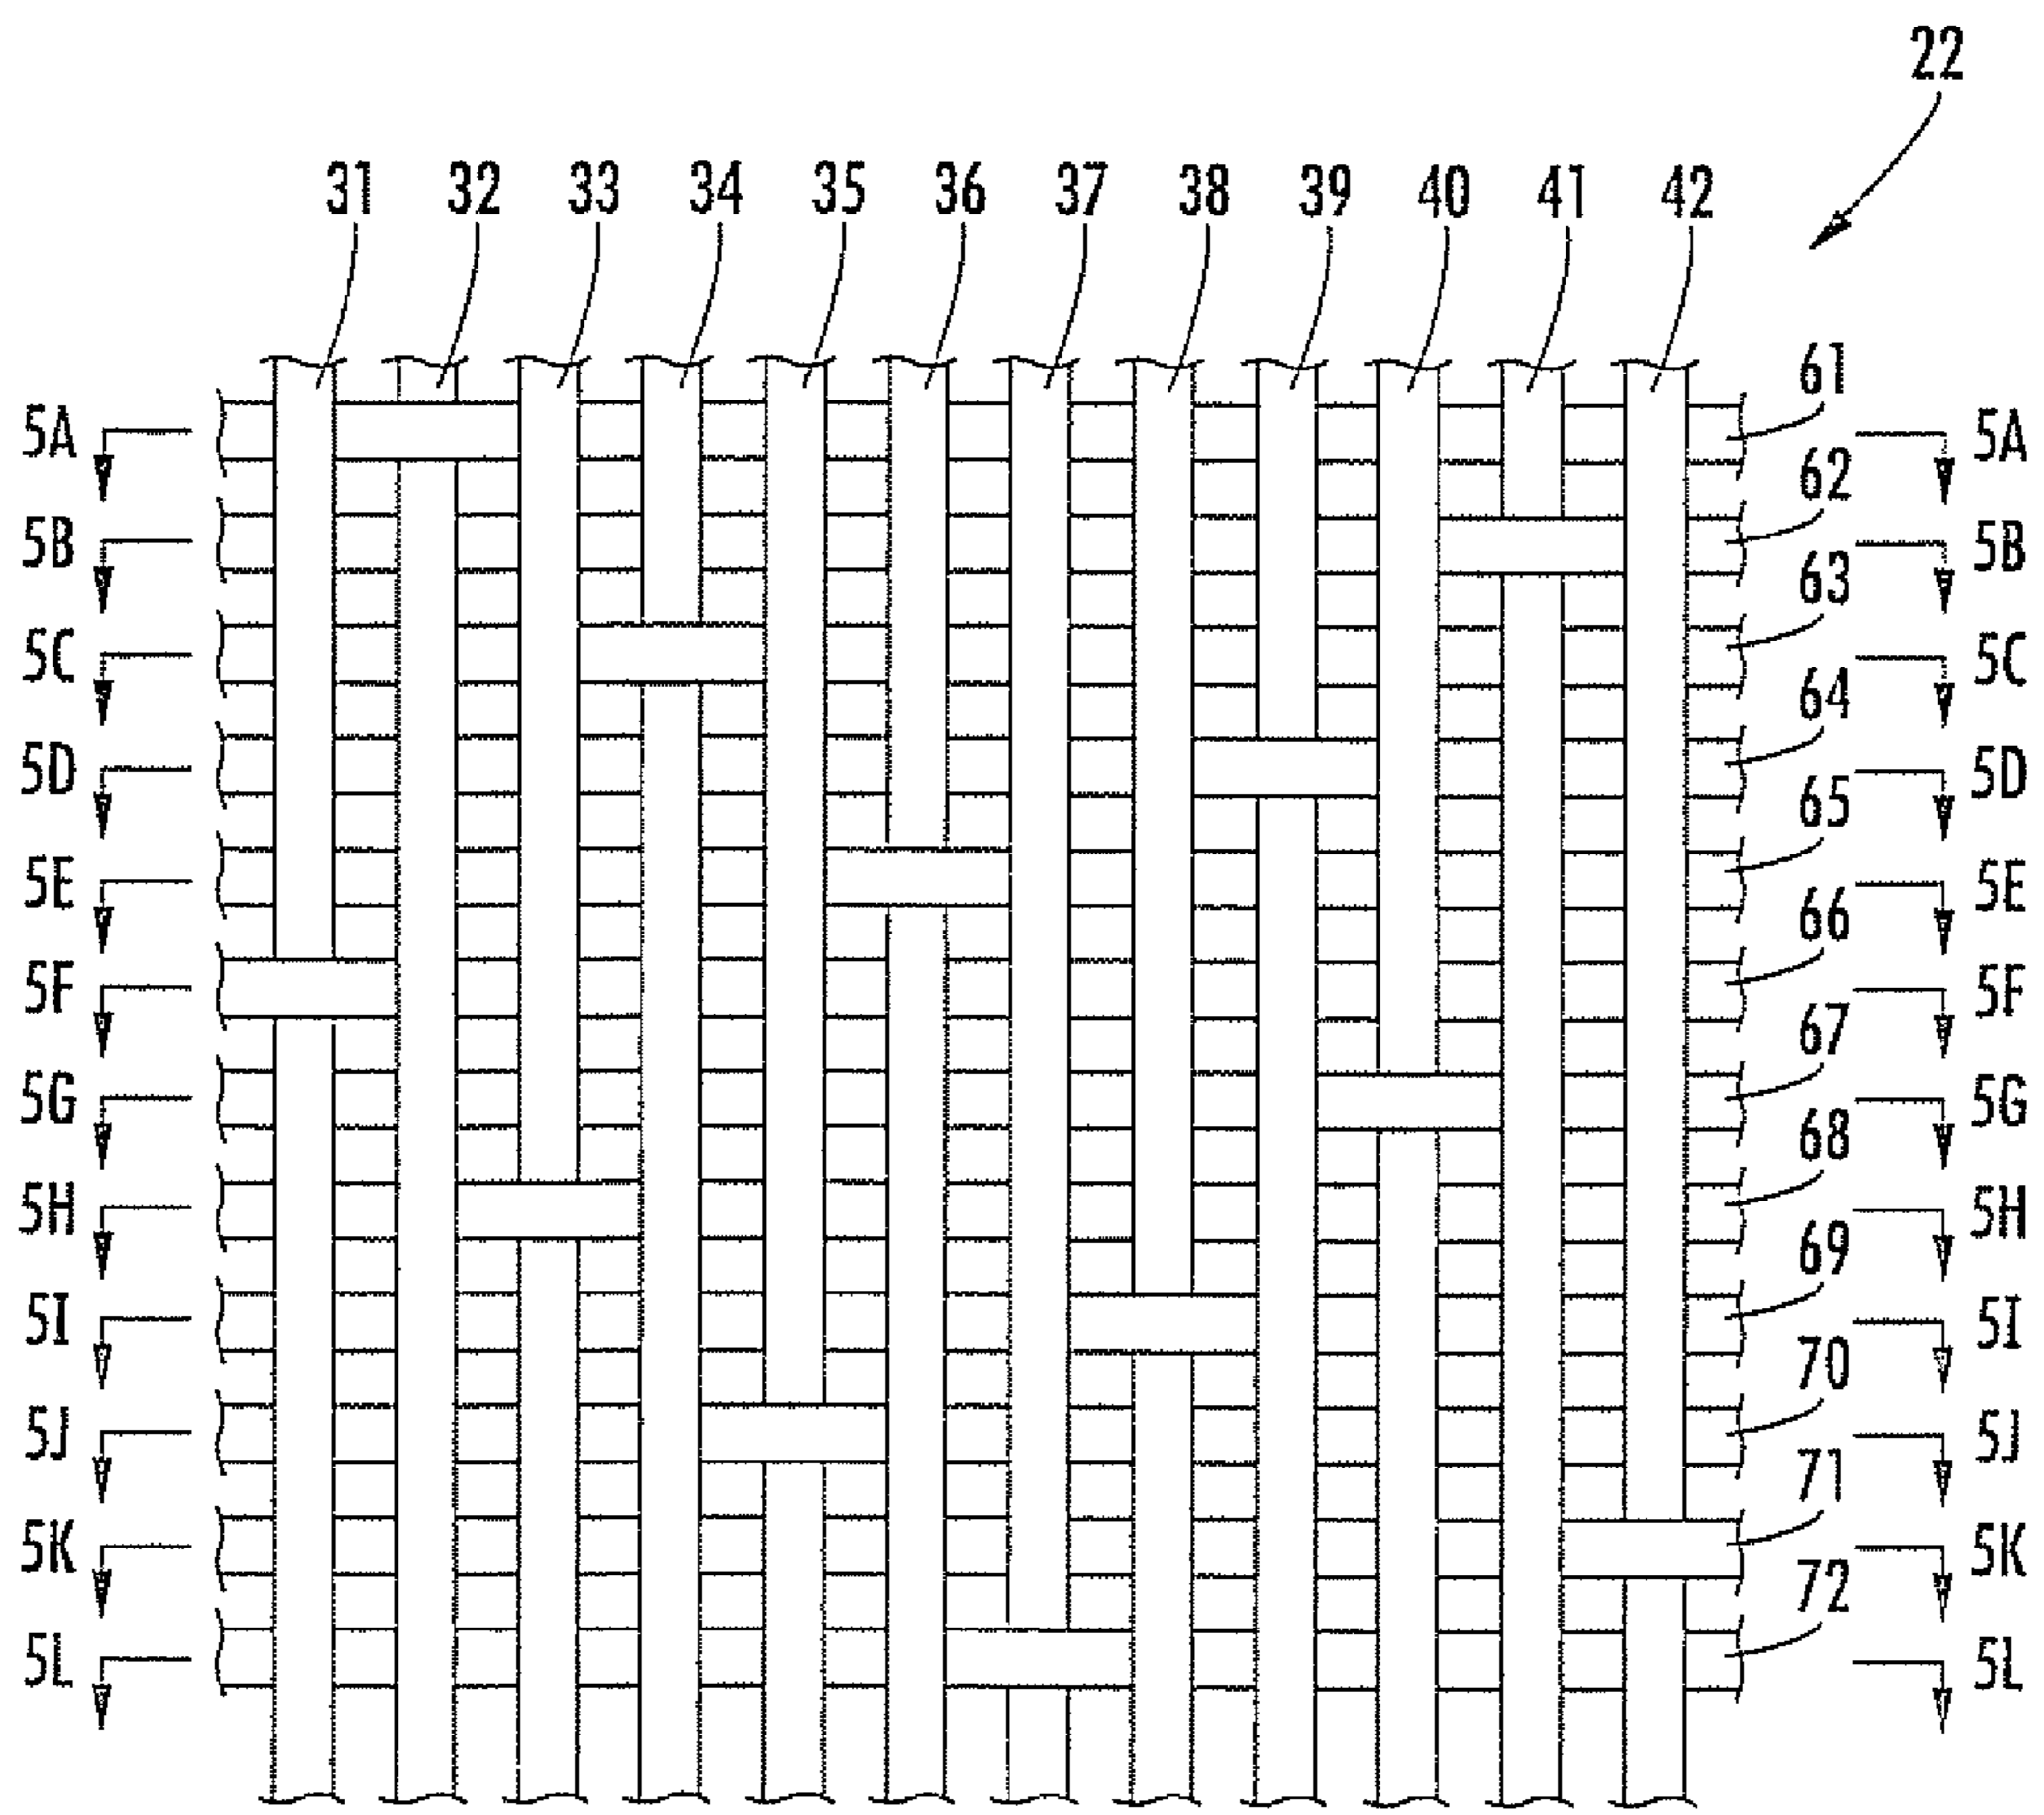 22
31 32 33 34 35 36 37 38 39 40 41 42
61
5A 5A
62
5B 5B
63
5C 5C
64
5D 5D
65
5E 5E
66
5F 5F
67
5G 5G
68
5H 5H
69
5I 5I
70
5J 5J
71
5K 5K
72
5L 5L